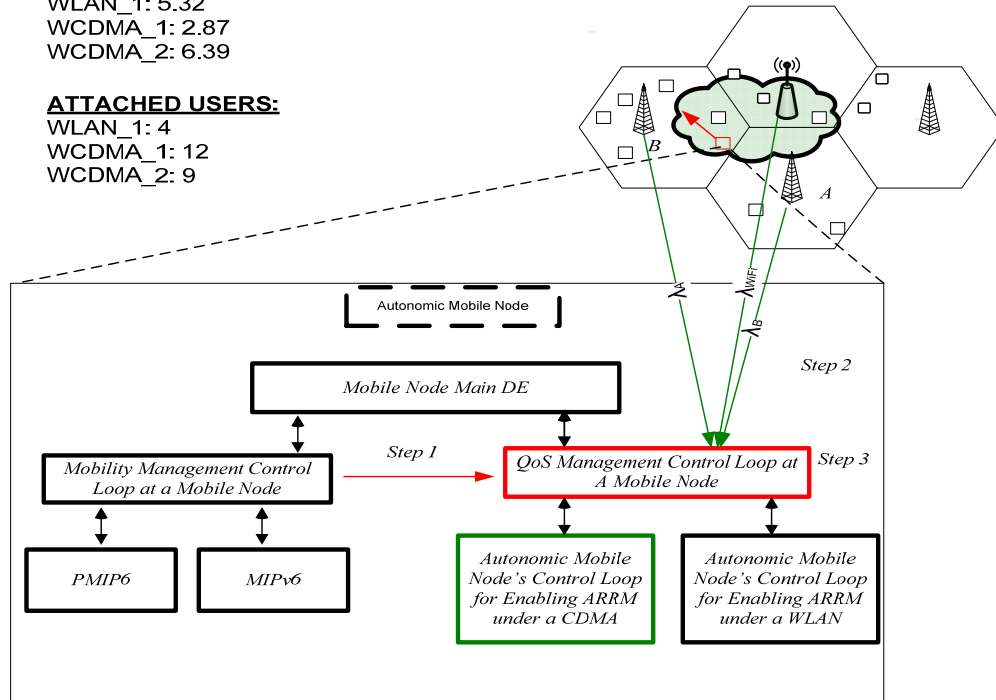 WLAN_1: 5.32
WCDMA_1: 2.87
WCDMA_2: 6.39
ATTACHED USERS:
WLAN_1: 4
WCDMA_1: 12
WCDMA_2: 9
B
A
λA
λWiFi
λB
Autonomic Mobile Node
Step 2
Mobile Node Main DE
Step 1
Mobility Management Control
Loop at a Mobile Node
QoS Management Control Loop at
A Mobile Node
Step 3
PMIP6
MIPv6
Autonomic Mobile
Node's Control Loop
for Enabling ARRM
under a CDMA
Autonomic Mobile
Node's Control Loop
for Enabling ARRM
under a WLAN